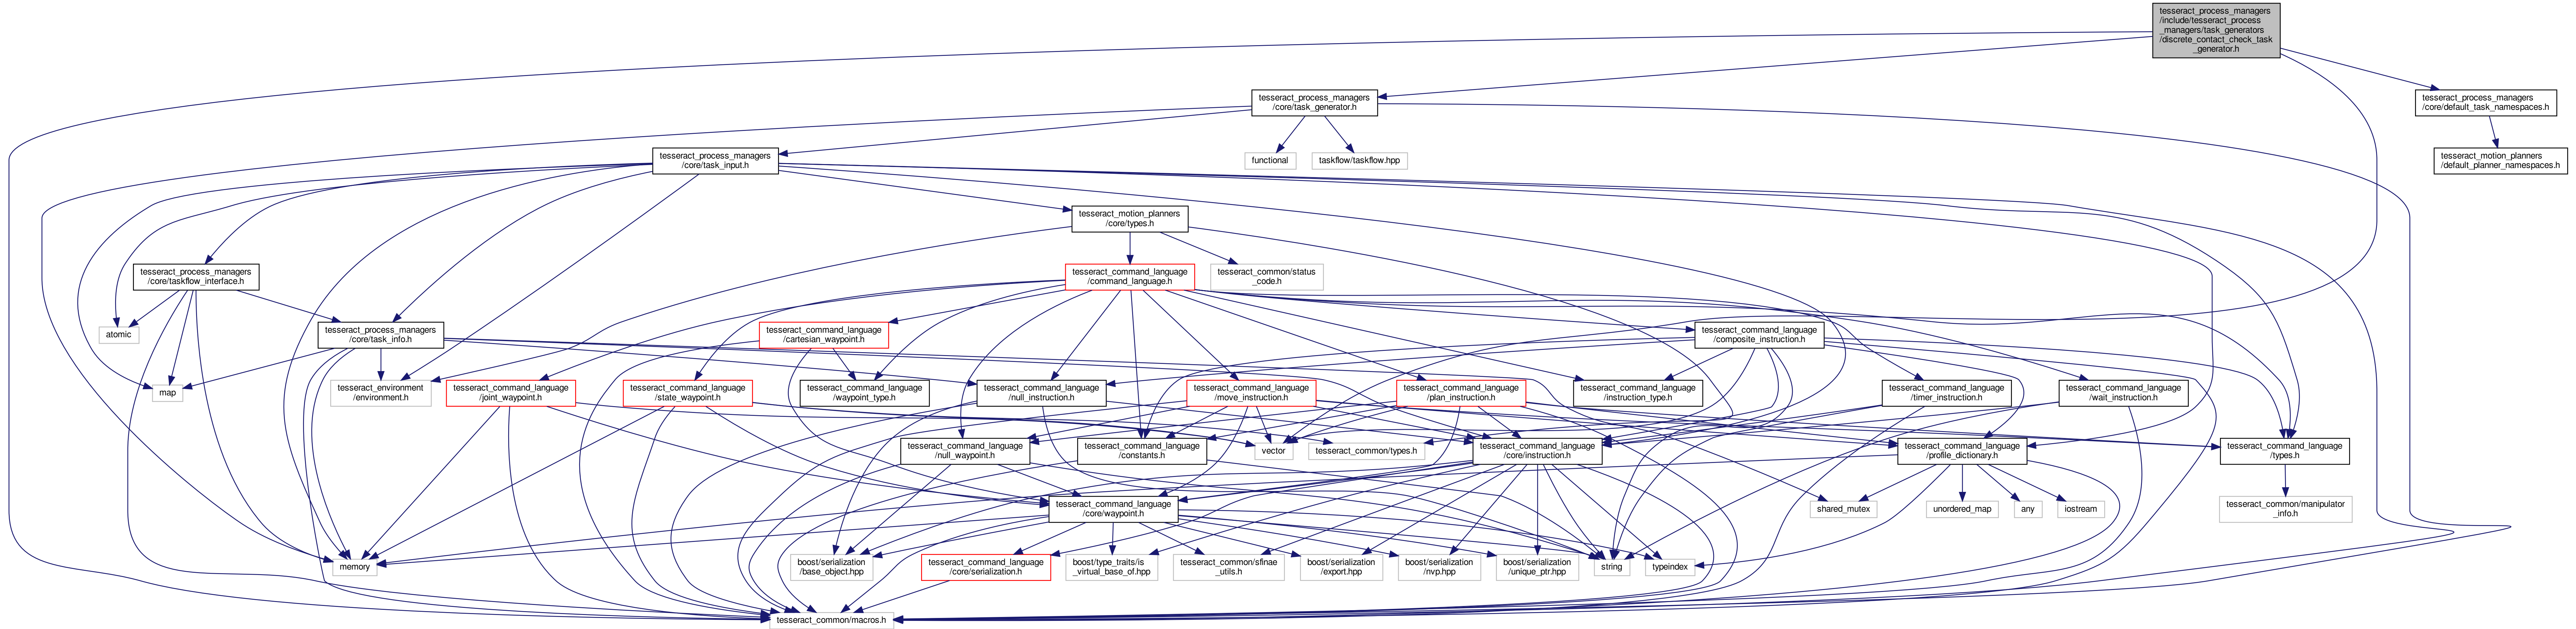 tesseract_process_managers
/include/tesseract_process
_managers/task_generators
/discrete_contact_check_task
_generator.h
tesseract_process_managers
/core/task_generator.h
tesseract_process_managers
/core/default_task_namespaces.h
tesseract_process_managers
/core/task_input.h
functional
taskflow/taskflow.hpp
tesseract_motion_planners
/default_planner_namespaces.h
tesseract_motion_planners
/core/types.h
tesseract_process_managers
/core/taskflow_interface.h
tesseract_command_language
/command_language.h
tesseract_common/status
_code.h
atomic
tesseract_process_managers
/core/task_info.h
tesseract_command_language
/cartesian_waypoint.h
tesseract_command_language
/composite_instruction.h
map
tesseract_environment
/environment.h
tesseract_command_language
/joint_waypoint.h
tesseract_command_language
/state_waypoint.h
tesseract_command_language
/waypoint_type.h
tesseract_command_language
/null_instruction.h
tesseract_command_language
/move_instruction.h
tesseract_command_language
/plan_instruction.h
tesseract_command_language
/instruction_type.h
tesseract_command_language
/timer_instruction.h
tesseract_command_language
/wait_instruction.h
tesseract_command_language
/null_waypoint.h
tesseract_command_language
/constants.h
vector
tesseract_common/types.h
tesseract_command_language
/core/instruction.h
tesseract_command_language
/profile_dictionary.h
tesseract_command_language
/types.h
tesseract_command_language
/core/waypoint.h
shared_mutex
unordered_map
any
iostream
tesseract_common/manipulator
_info.h
memory
boost/serialization
/base_object.hpp
tesseract_command_language
/core/serialization.h
boost/type_traits/is
_virtual_base_of.hpp
tesseract_common/sfinae
_utils.h
boost/serialization
/export.hpp
boost/serialization
/nvp.hpp
boost/serialization
/unique_ptr.hpp
string
typeindex
tesseract_common/macros.h